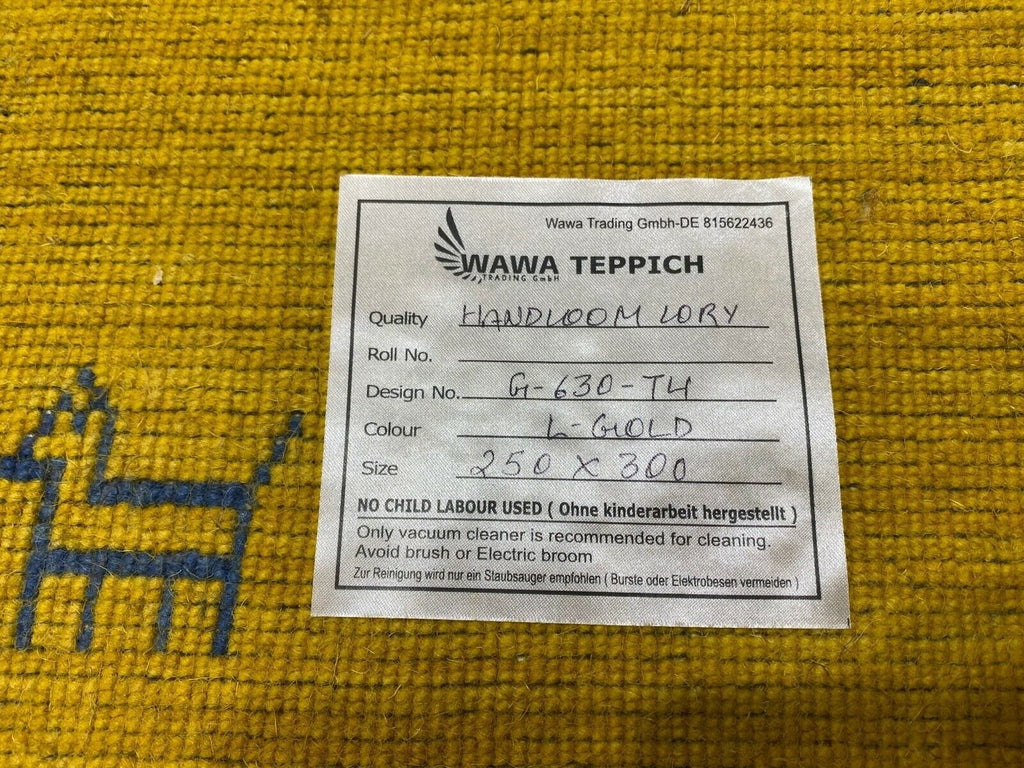 Wawa Trading Gmbh-DE 815622436
WAWA TEPPICH
TRADING GmbH
Quality HANDLOOM LORY
Roll No.
Design No. G-630-T4
Colour L-GOLD
Size 250 X 300
NO CHILD LABOUR USED ( Ohne kinderarbeit hergestellt )
Only vacuum cleaner is recommended for cleaning.
Avoid brush or Electric broom
Zur Reinigung wird nur ein Staubsauger empfohlen ( Burste oder Elektrobesen vermeiden )